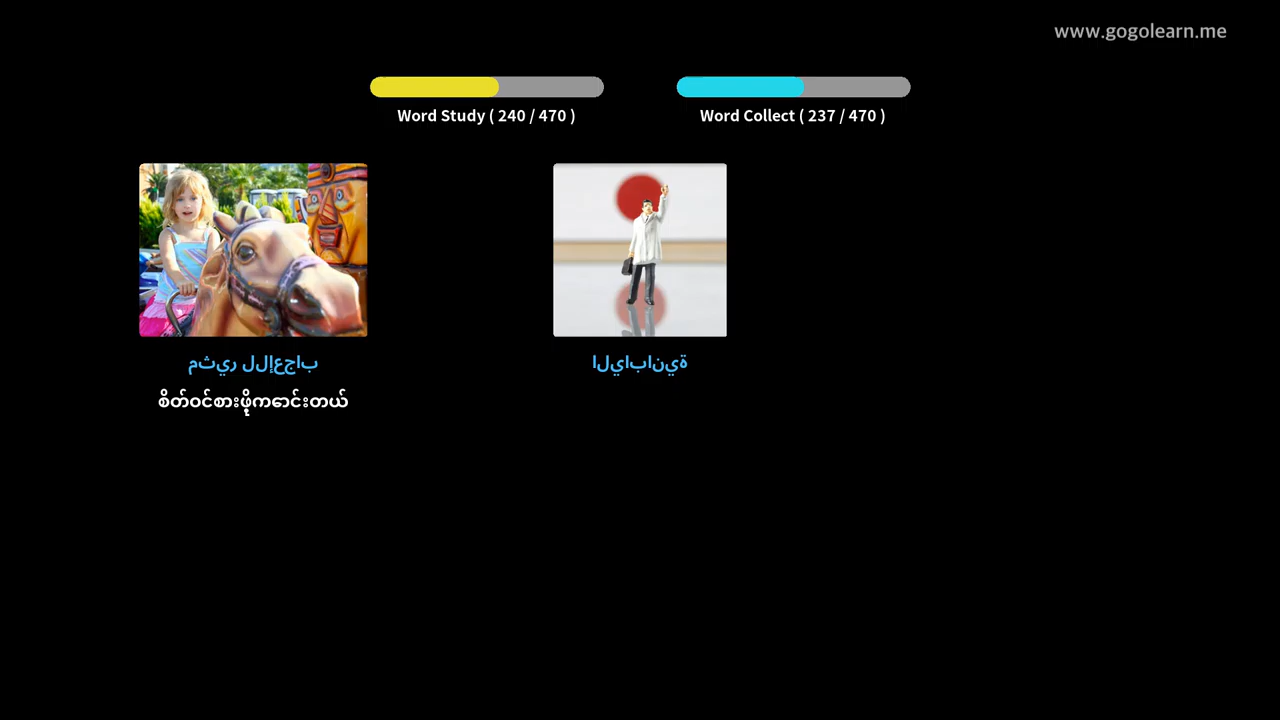 www.gogolearn.me
Word Study ( 240 / 470 )
Word Collect ( 237 / 470 )
مثير للإعجاب
စိတ်ဝင်စားဖို့ကောင်းတယ်
اليابانية